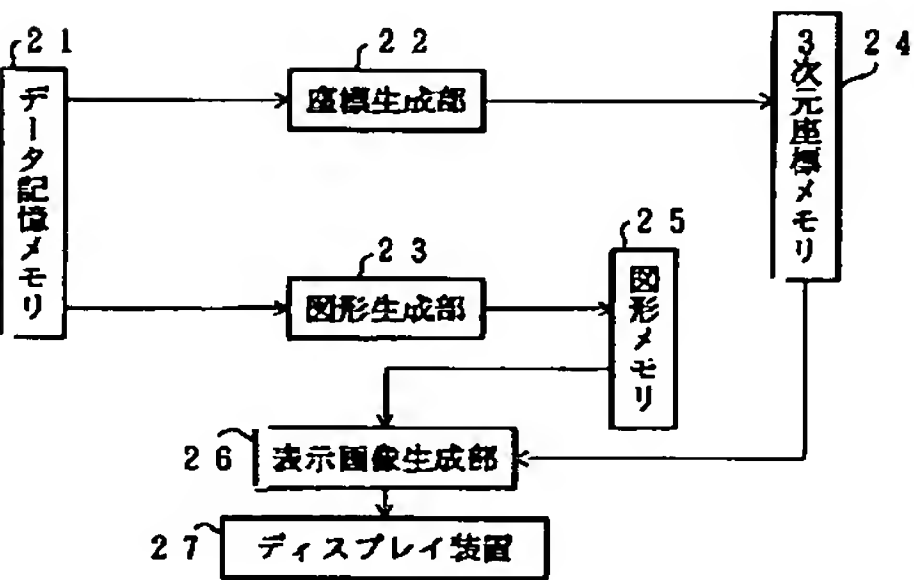 21
データ記憶メモリ
22
座標生成部
3次元座標メモリ
24
23
図形生成部
25
図形メモリ
26
表示画像生成部
27
ディスプレイ装置